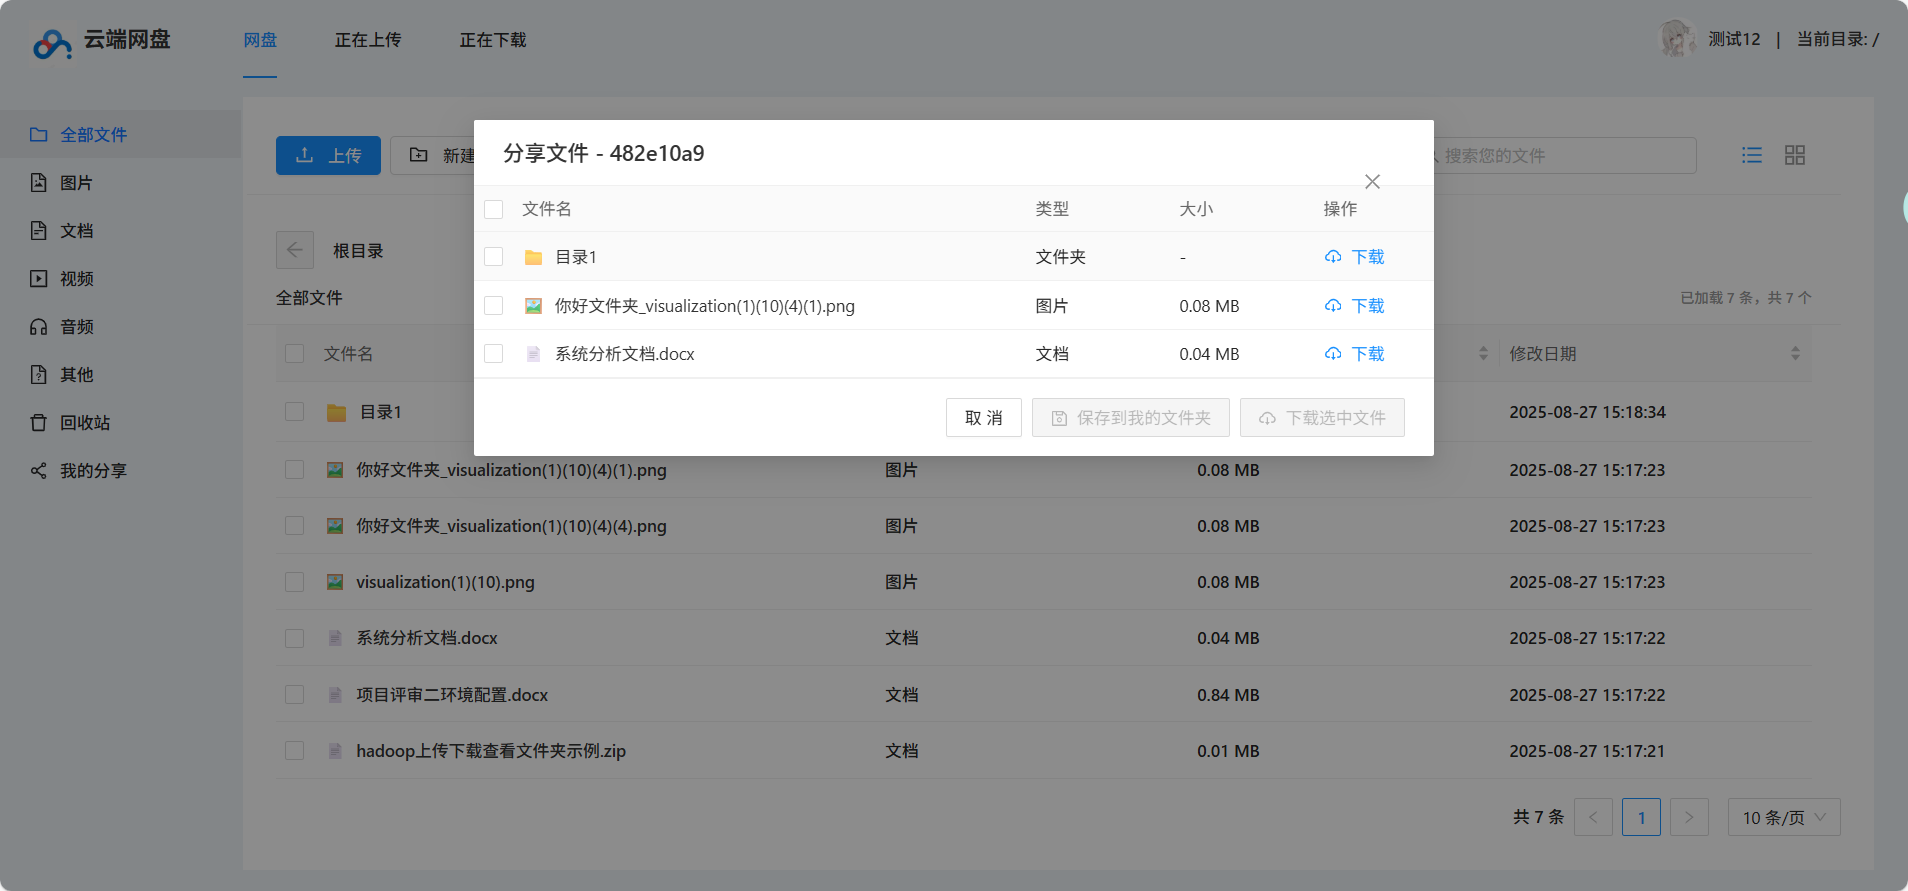 云端网盘
网盘 正在上传 正在下载
测试12 | 当前目录: /
全部文件
图片
文档
视频
音频
其他
回收站
我的分享
上传 新建
搜索您的文件
根目录
全部文件
已加载 7 条，共 7 个
分享文件 - 482e10a9
文件名 类型 大小 操作
目录1 文件夹 - 下载
你好文件夹_visualization(1)(10)(4)(1).png 图片 0.08 MB 下载
系统分析文档.docx 文档 0.04 MB 下载
取 消 保存到我的文件夹 下载选中文件
文件名 修改日期
目录1 2025-08-27 15:18:34
你好文件夹_visualization(1)(10)(4)(1).png 图片 0.08 MB 2025-08-27 15:17:23
你好文件夹_visualization(1)(10)(4)(4).png 图片 0.08 MB 2025-08-27 15:17:23
visualization(1)(10).png 图片 0.08 MB 2025-08-27 15:17:23
系统分析文档.docx 文档 0.04 MB 2025-08-27 15:17:22
项目评审二环境配置.docx 文档 0.84 MB 2025-08-27 15:17:22
hadoop上传下载查看文件夹示例.zip 文档 0.01 MB 2025-08-27 15:17:21
共 7 条 < 1 > 10 条/页